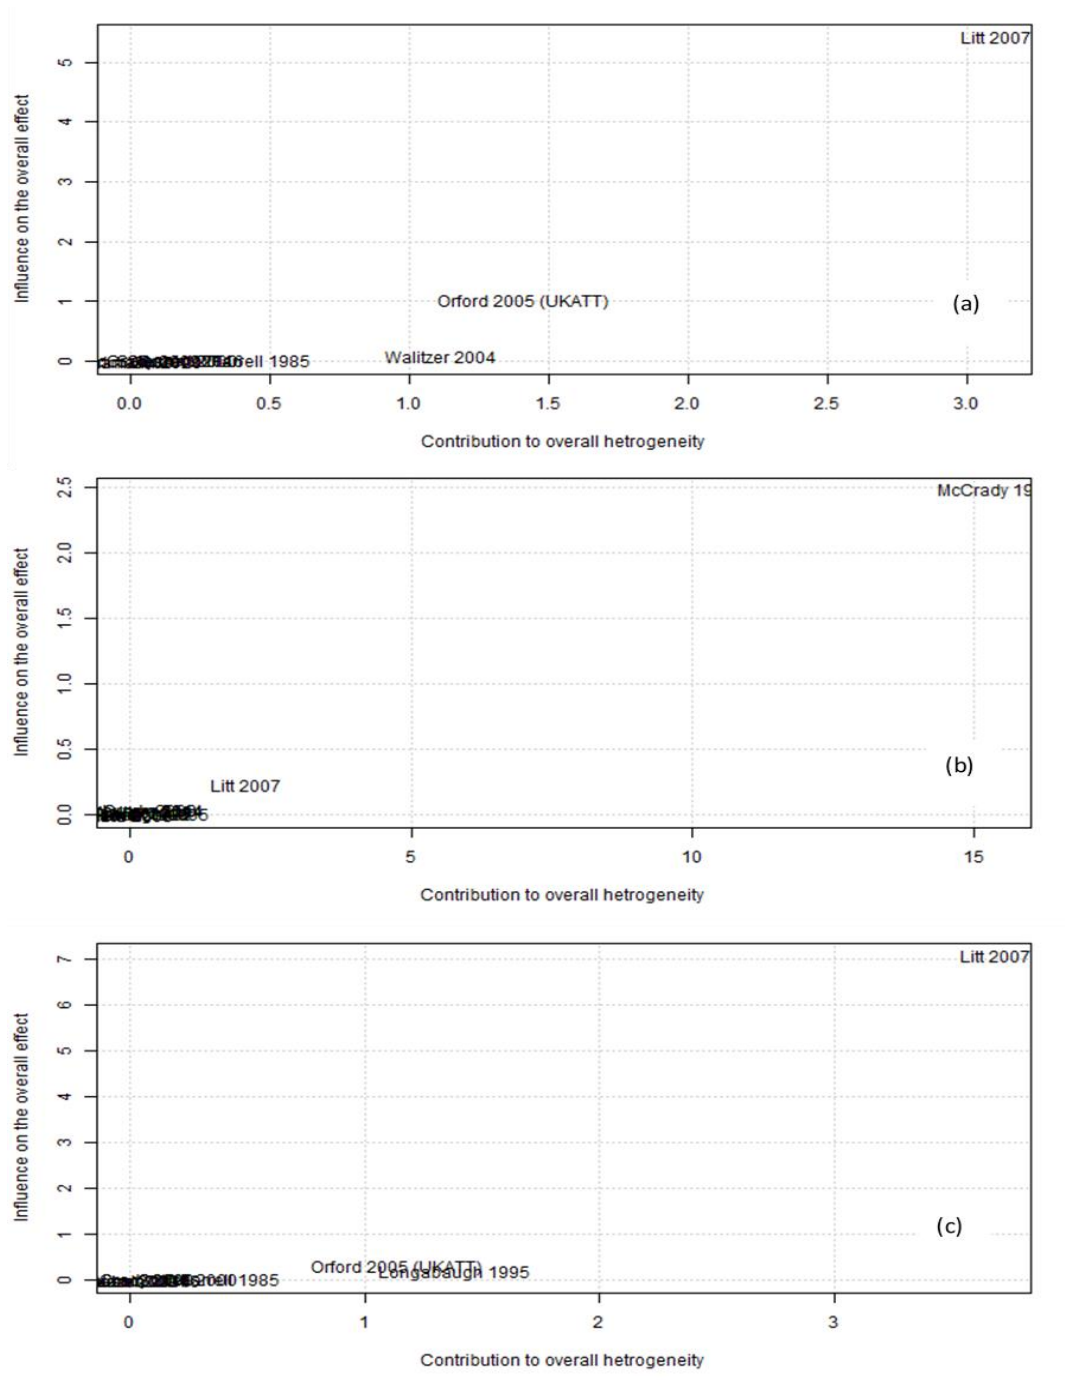 Influence on the overall effect
5
4
3
2
1
0
Litt 2007
Orford 2005 (UKATT)
(a)
Walitzer 2004
1985
0.0 0.5 1.0 1.5 2.0 2.5 3.0
Contribution to overall hetrogeneity
Influence on the overall effect
2.5
2.0
1.5
1.0
0.5
0.0
McCrady 19
(b)
Litt 2007
0 5 10 15
Contribution to overall hetrogeneity
Influence on the overall effect
7
6
5
4
3
2
1
0
Litt 2007
(c)
Orford 2005 (UKATT)
Longabaugh 1995
1985
0 1 2 3
Contribution to overall hetrogeneity